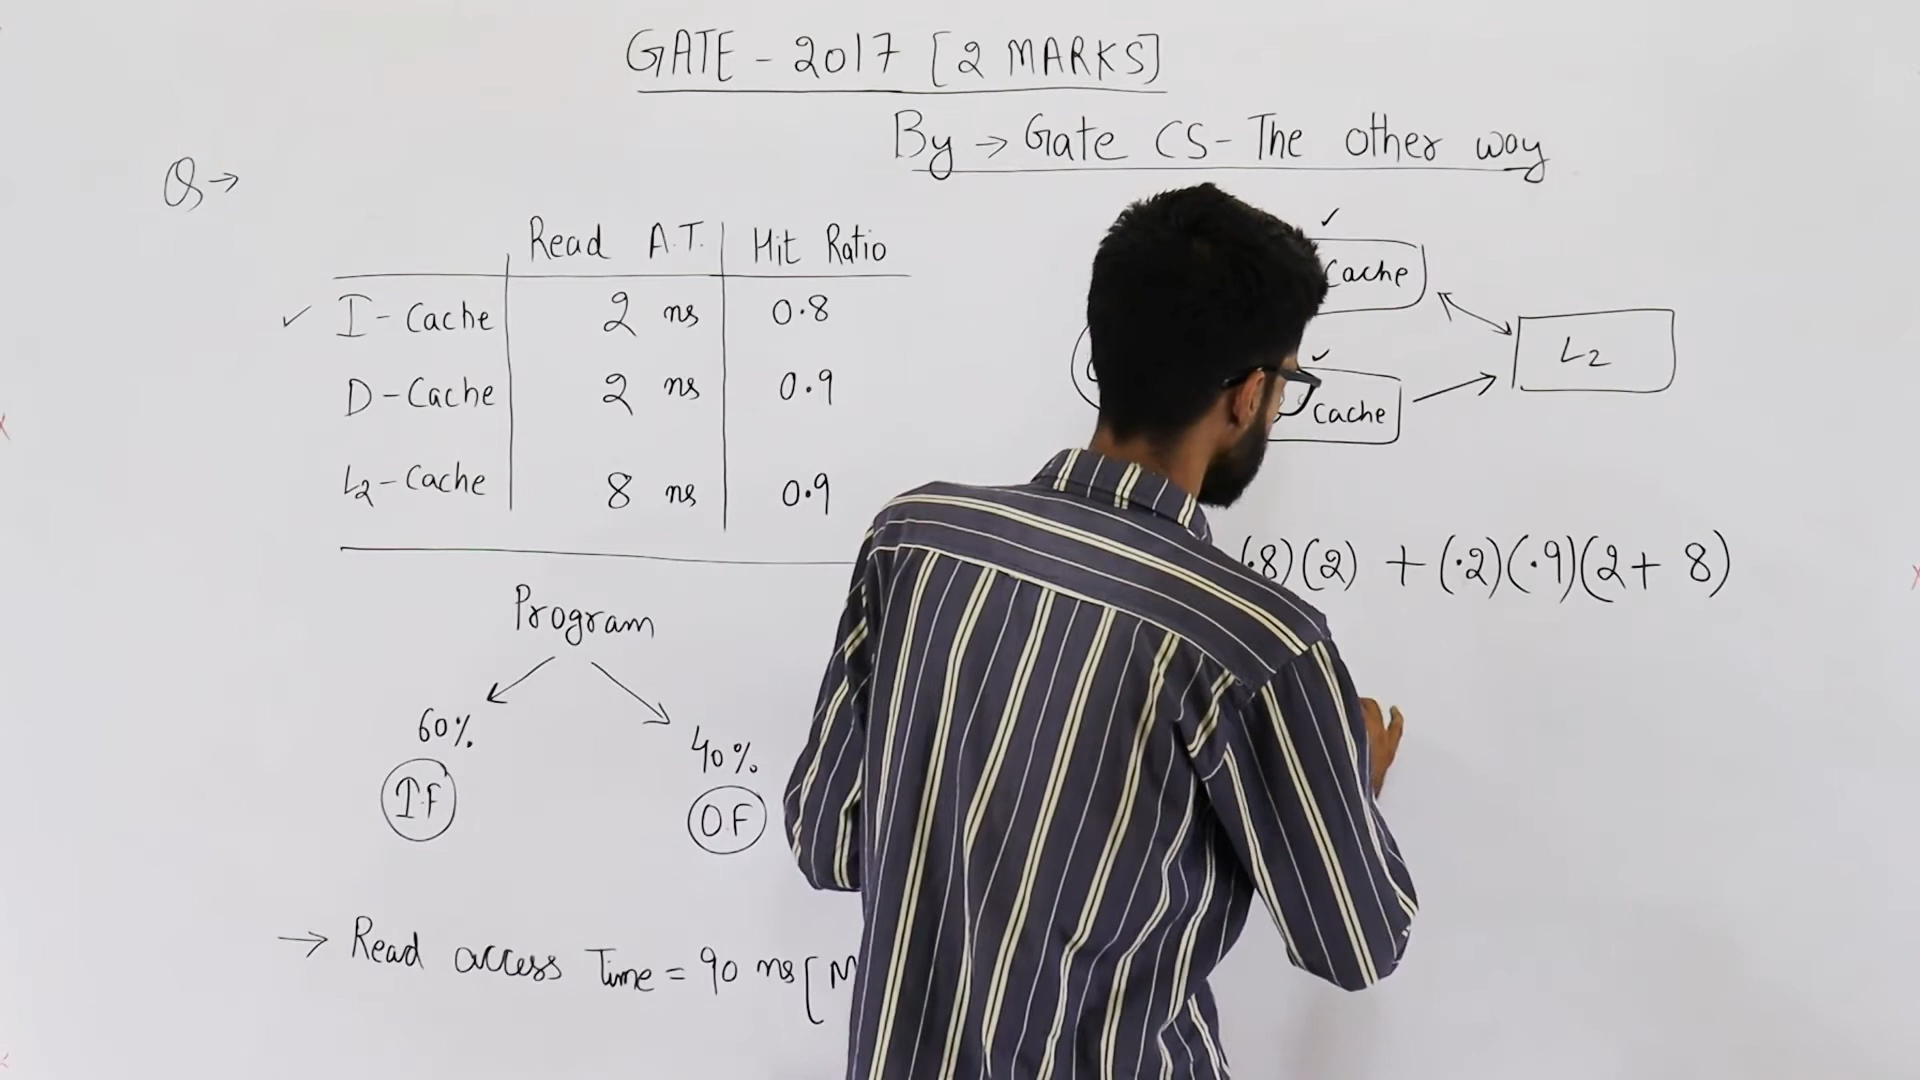 GATE - 2017 [2 MARKS]
By → Gate CS - The other way
Q →
Read A.T. Hit Ratio
✓ I - Cache 2 ns 0.8
D - Cache 2 ns 0.9
L2 - Cache 8 ns 0.9
✓
Cache
✓
Cache
L2
(.8)(2) + (.2)(.9)(2 + 8)
Program
60%
I.F
40%
O.F
→ Read access Time = 90 ns [M